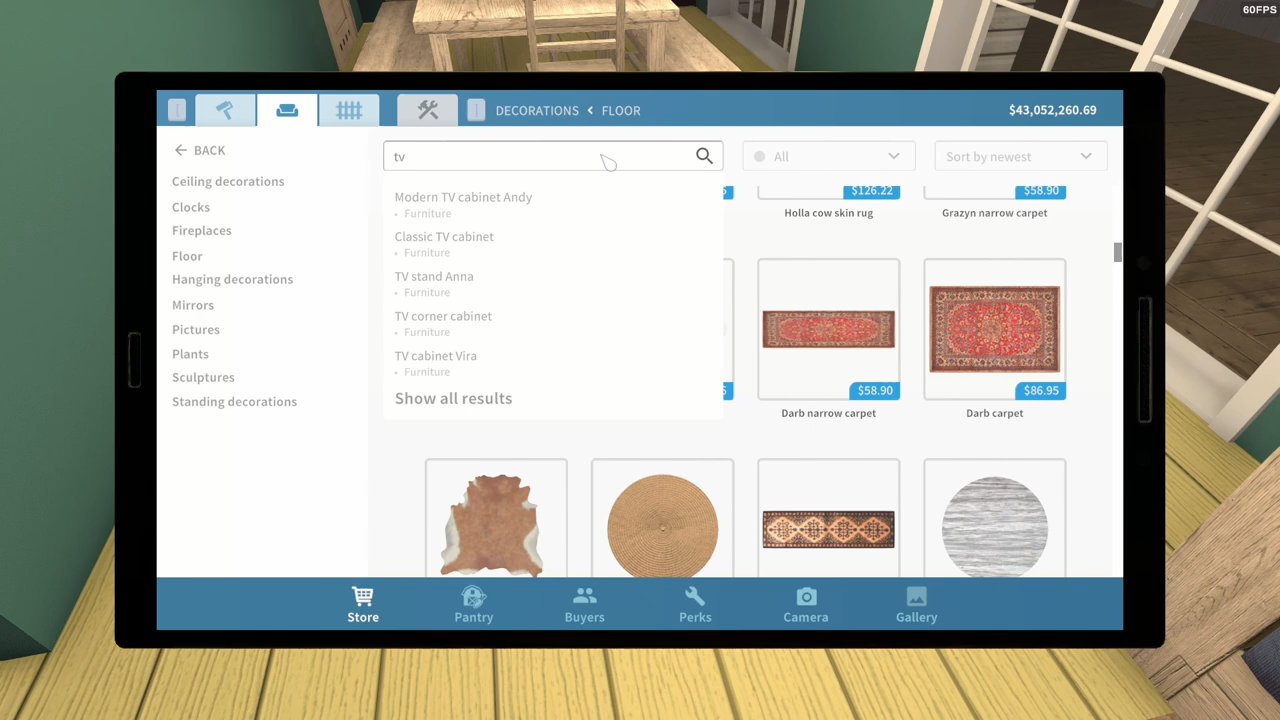 60FPS
DECORATIONS < FLOOR
$43,052,260.69
BACK
Ceiling decorations
Clocks
Fireplaces
Floor
Hanging decorations
Mirrors
Pictures
Plants
Sculptures
Standing decorations
tv
All
Sort by newest
Modern TV cabinet Andy
• Furniture
Classic TV cabinet
• Furniture
TV stand Anna
• Furniture
TV corner cabinet
• Furniture
TV cabinet Vira
• Furniture
Show all results
$126.22
Holla cow skin rug
$58.90
Grazyn narrow carpet
$58.90
Darb narrow carpet
$86.95
Darb carpet
Store
Pantry
Buyers
Perks
Camera
Gallery